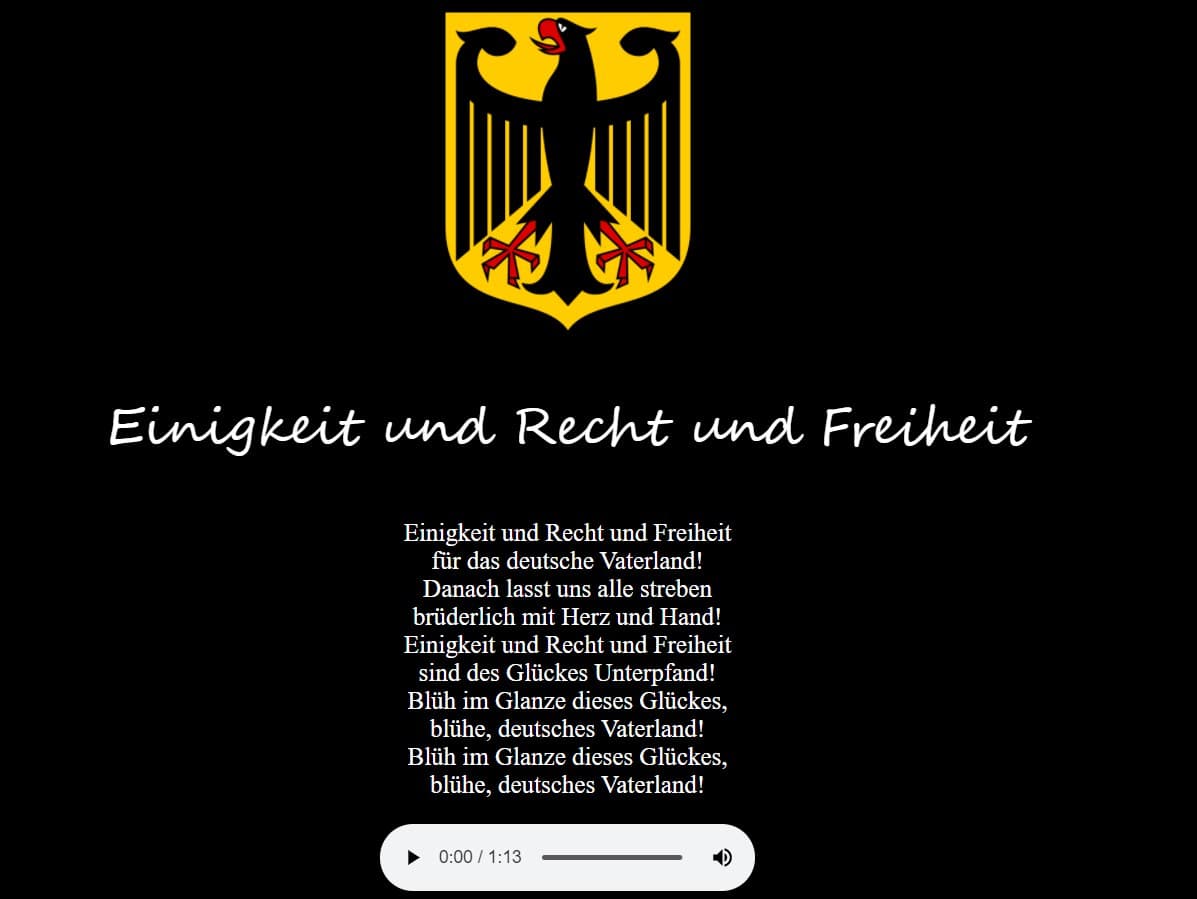 Einigkeit und Recht und Freiheit
Einigkeit und Recht und Freiheit
für das deutsche Vaterland!
Danach lasst uns alle streben
brüderlich mit Herz und Hand!
Einigkeit und Recht und Freiheit
sind des Glückes Unterpfand!
Blüh im Glanze dieses Glückes,
blühe, deutsches Vaterland!
Blüh im Glanze dieses Glückes,
blühe, deutsches Vaterland!
0:00 / 1:13